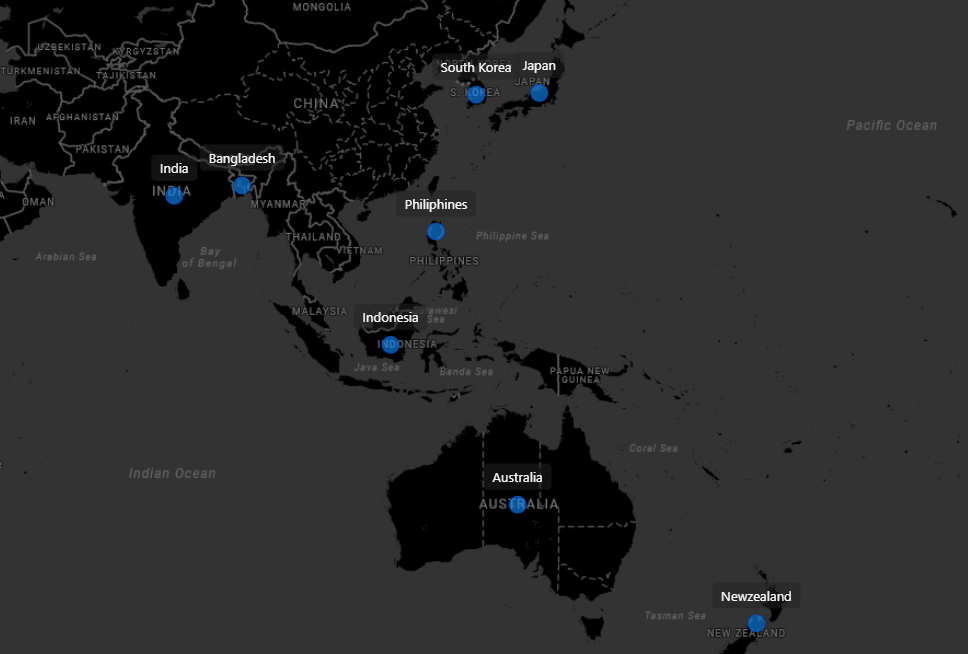 MONGOLIA
UZBEKISTAN
KYRGYZSTAN
TURKMENISTAN
TAJIKISTAN
South Korea
Japan
JAPAN
S. KOREA
CHINA
IRAN
AFGHANISTAN
Pacific Ocean
PAKISTAN
Bangladesh
India
INDIA
OMAN
MYANMAR
Philiphines
THAILAND
Philippine Sea
VIETNAM
Bay
of Bengal
Arabian Sea
PHILIPPINES
MALAYSIA
Indonesia
Sea
INDONESIA
Java Sea
Banda Sea
PAPUA NEW
GUINEA
Coral Sea
Indian Ocean
Australia
AUSTRALIA
Newzealand
Tasman Sea
NEW ZEALAND